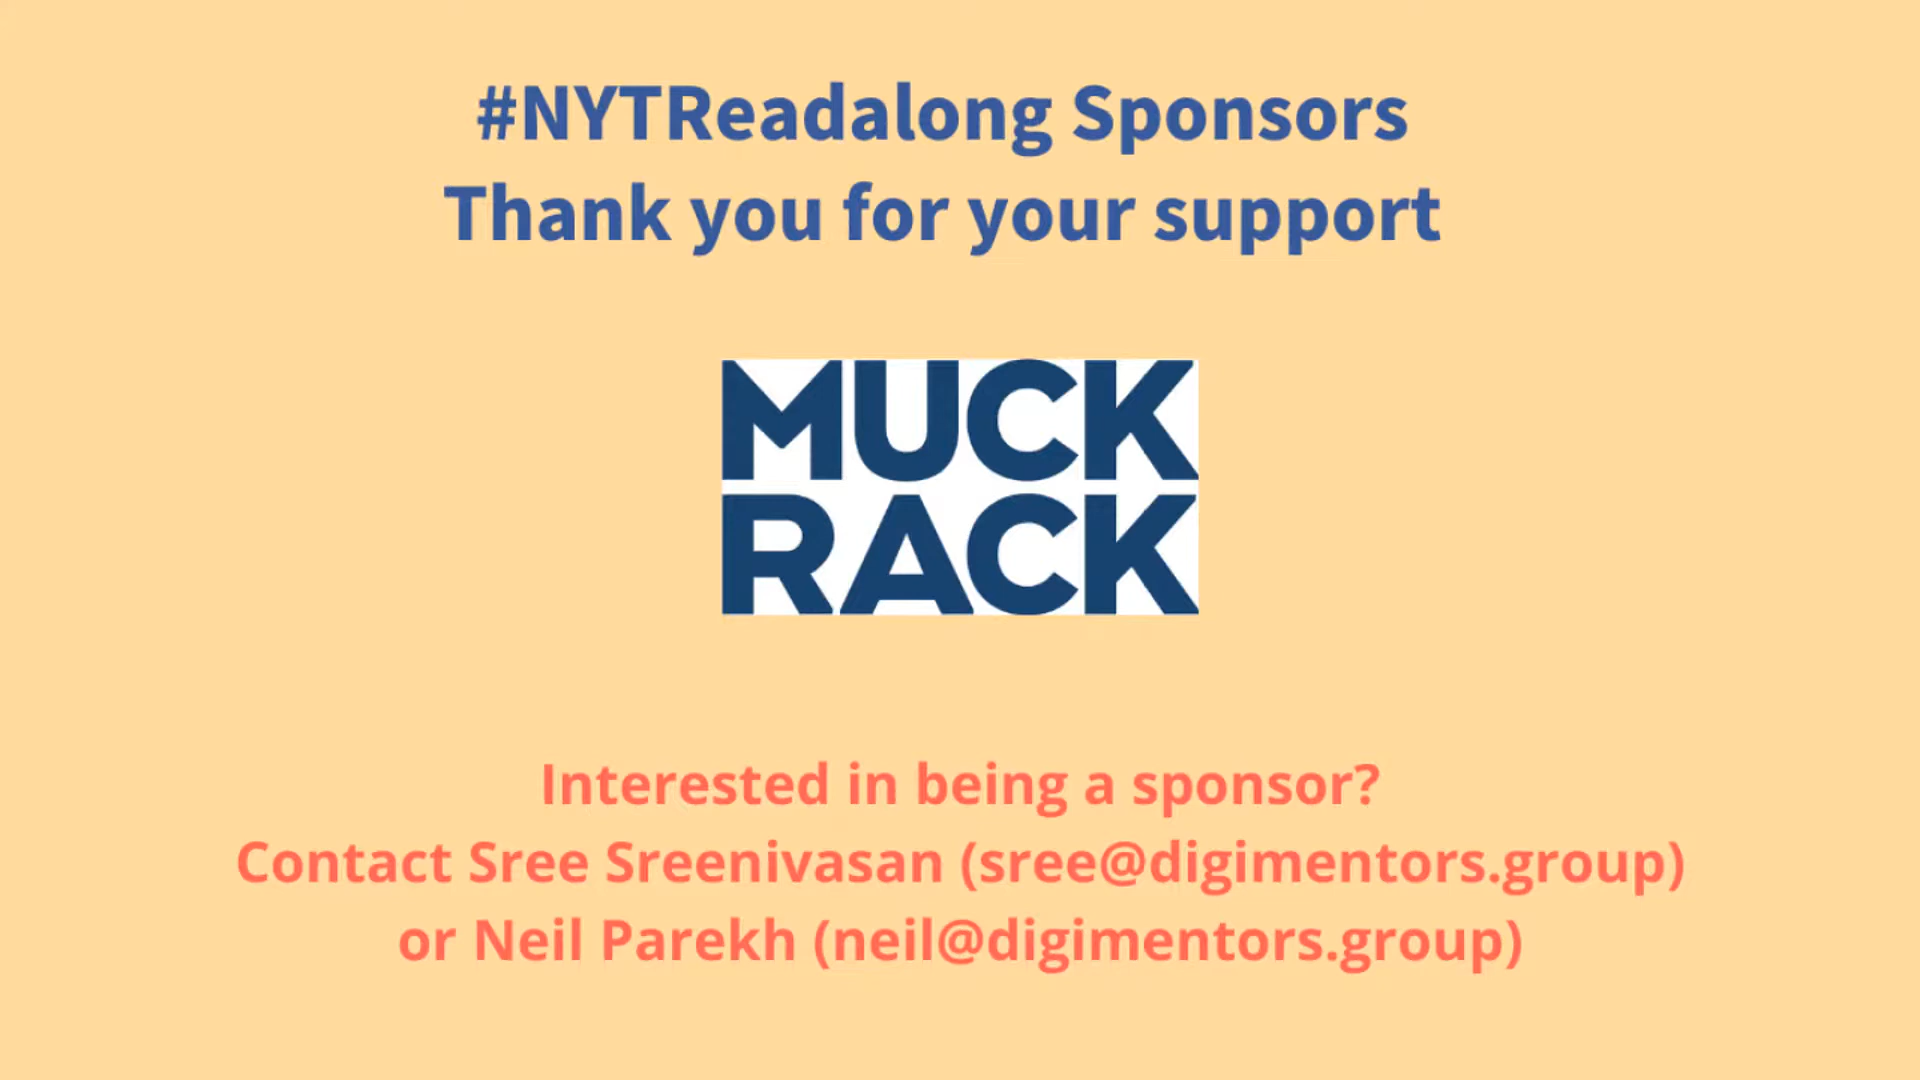 #NYTReadalong Sponsors
Thank you for your support
MUCK
RACK
Interested in being a sponsor?
Contact Sree Sreenivasan (sree@digimentors.group)
or Neil Parekh (neil@digimentors.group)